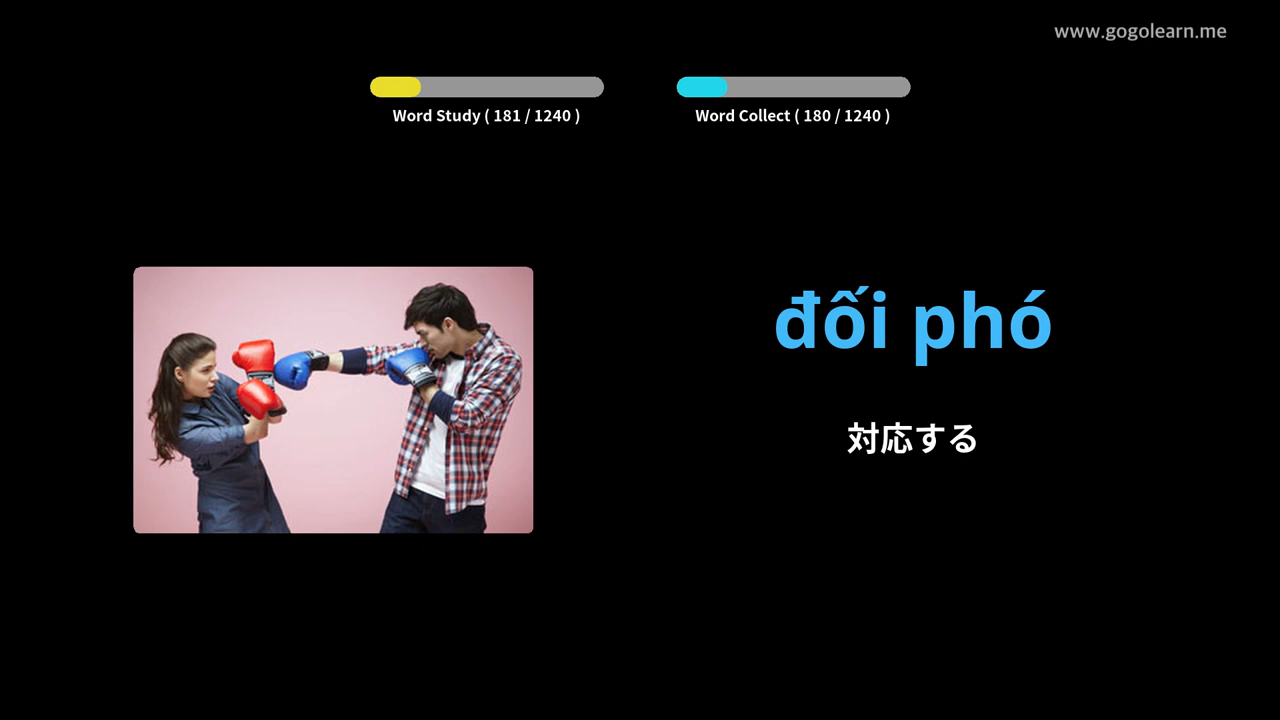 www.gogolearn.me
Word Study ( 181 / 1240 )
Word Collect ( 180 / 1240 )
đối phó
対応する